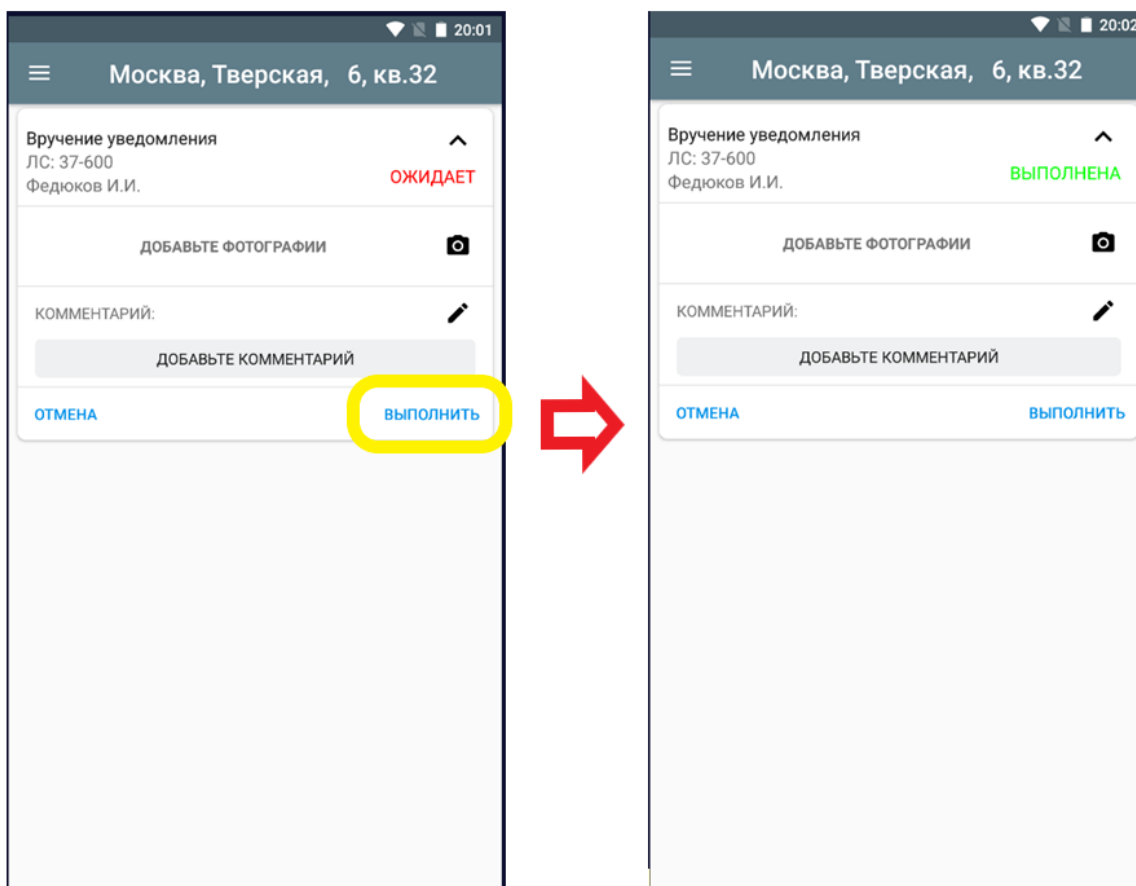 20:01
Москва, Тверская, 6, кв.32
Вручение уведомления
ЛС: 37-600
Федюков И.И.
ОЖИДАЕТ
ДОБАВЬТЕ ФОТОГРАФИИ
КОММЕНТАРИЙ:
ДОБАВЬТЕ КОММЕНТАРИЙ
ОТМЕНА
ВЫПОЛНИТЬ
20:02
Москва, Тверская, 6, кв.32
Вручение уведомления
ЛС: 37-600
Федюков И.И.
ВЫПОЛНЕНА
ДОБАВЬТЕ ФОТОГРАФИИ
КОММЕНТАРИЙ:
ДОБАВЬТЕ КОММЕНТАРИЙ
ОТМЕНА
ВЫПОЛНИТЬ